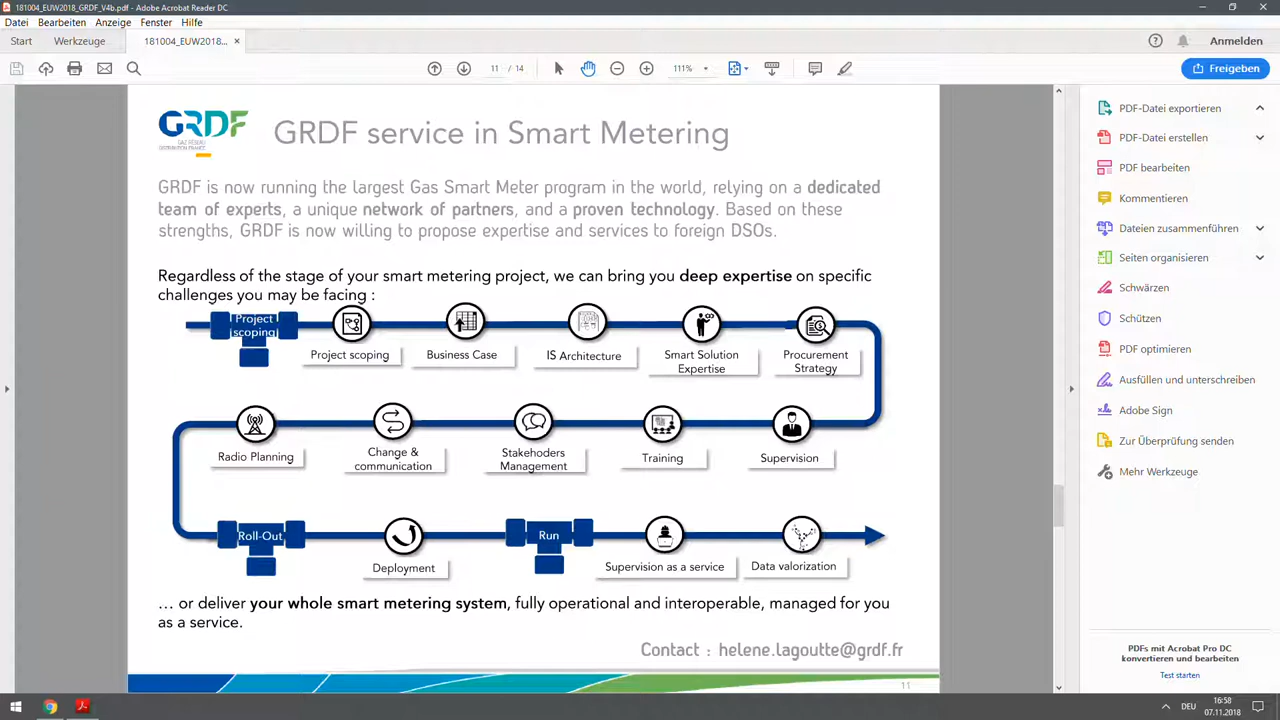 181004_EUW2018_GRDF_V4b.pdf - Adobe Acrobat Reader DC
Datei Bearbeiten Anzeige Fenster Hilfe
Start Werkzeuge 181004_EUW2018... × Anmelden
11 / 14 111% Freigeben
GRDF
GAZ RÉSEAU
DISTRIBUTION FRANCE
GRDF service in Smart Metering
GRDF is now running the largest Gas Smart Meter program in the world, relying on a dedicated
team of experts, a unique network of partners, and a proven technology. Based on these
strengths, GRDF is now willing to propose expertise and services to foreign DSOs.
Regardless of the stage of your smart metering project, we can bring you deep expertise on specific
challenges you may be facing :
Project
scoping
Project scoping
Business Case
IS Architecture
Smart Solution
Expertise
Procurement
Strategy
Radio Planning
Change &
communication
Stakehoders
Management
Training
Supervision
Roll-Out
Deployment
Run
Supervision as a service
Data valorization
... or deliver your whole smart metering system, fully operational and interoperable, managed for you
as a service.
Contact : helene.lagoutte@grdf.fr
11
PDF-Datei exportieren
PDF-Datei erstellen
PDF bearbeiten
Kommentieren
Dateien zusammenführen
Seiten organisieren
Schwärzen
Schützen
PDF optimieren
Ausfüllen und unterschreiben
Adobe Sign
Zur Überprüfung senden
Mehr Werkzeuge
PDFs mit Acrobat Pro DC
konvertieren und bearbeiten
Test starten
DEU
16:58
07.11.2018